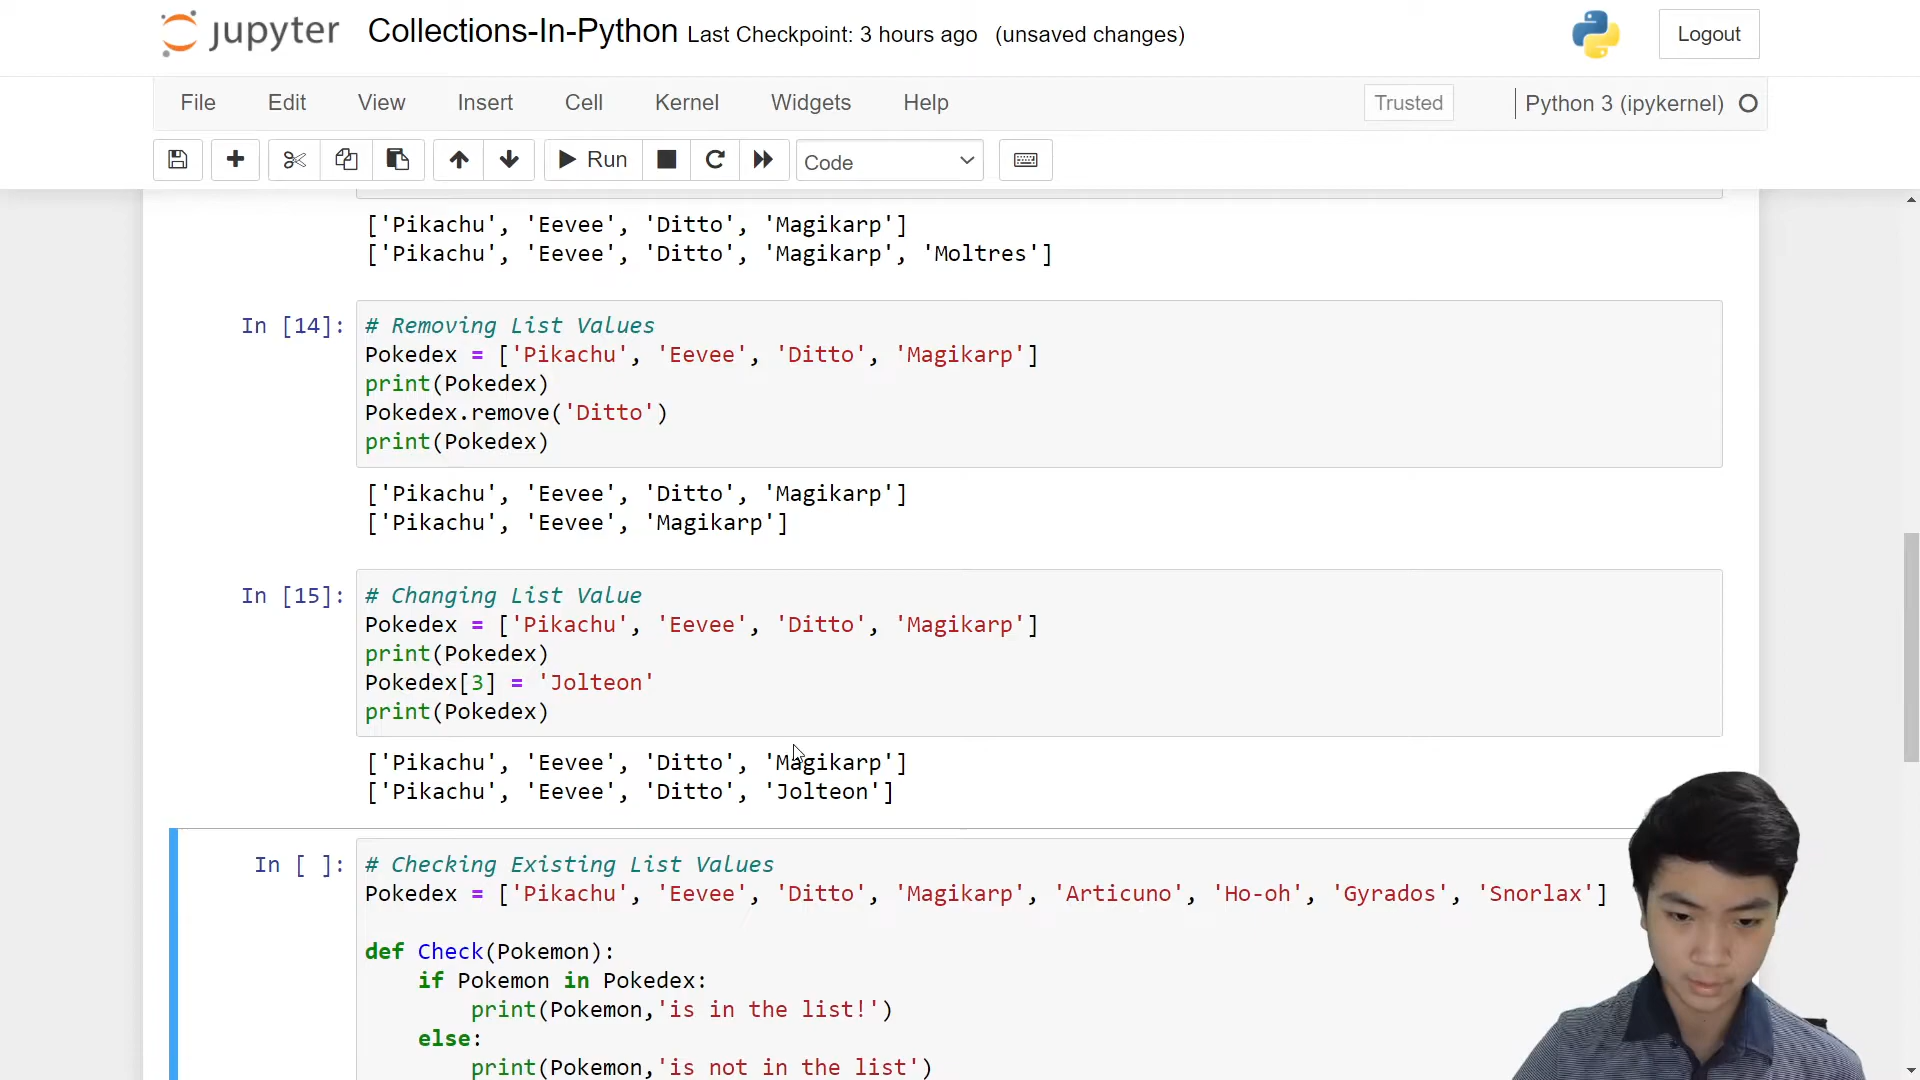 jupyter Collections-In-Python Last Checkpoint: 3 hours ago (unsaved changes) Logout
File Edit View Insert Cell Kernel Widgets Help Trusted Python 3 (ipykernel)
Run Code
['Pikachu', 'Eevee', 'Ditto', 'Magikarp']
['Pikachu', 'Eevee', 'Ditto', 'Magikarp', 'Moltres']
In [14]: # Removing List Values
Pokedex = ['Pikachu', 'Eevee', 'Ditto', 'Magikarp']
print(Pokedex)
Pokedex.remove('Ditto')
print(Pokedex)
['Pikachu', 'Eevee', 'Ditto', 'Magikarp']
['Pikachu', 'Eevee', 'Magikarp']
In [15]: # Changing List Value
Pokedex = ['Pikachu', 'Eevee', 'Ditto', 'Magikarp']
print(Pokedex)
Pokedex[3] = 'Jolteon'
print(Pokedex)
['Pikachu', 'Eevee', 'Ditto', 'Magikarp']
['Pikachu', 'Eevee', 'Ditto', 'Jolteon']
In [ ]: # Checking Existing List Values
Pokedex = ['Pikachu', 'Eevee', 'Ditto', 'Magikarp', 'Articuno', 'Ho-oh', 'Gyrados', 'Snorlax']
def Check(Pokemon):
if Pokemon in Pokedex:
print(Pokemon,'is in the list!')
else:
print(Pokemon,'is not in the list')